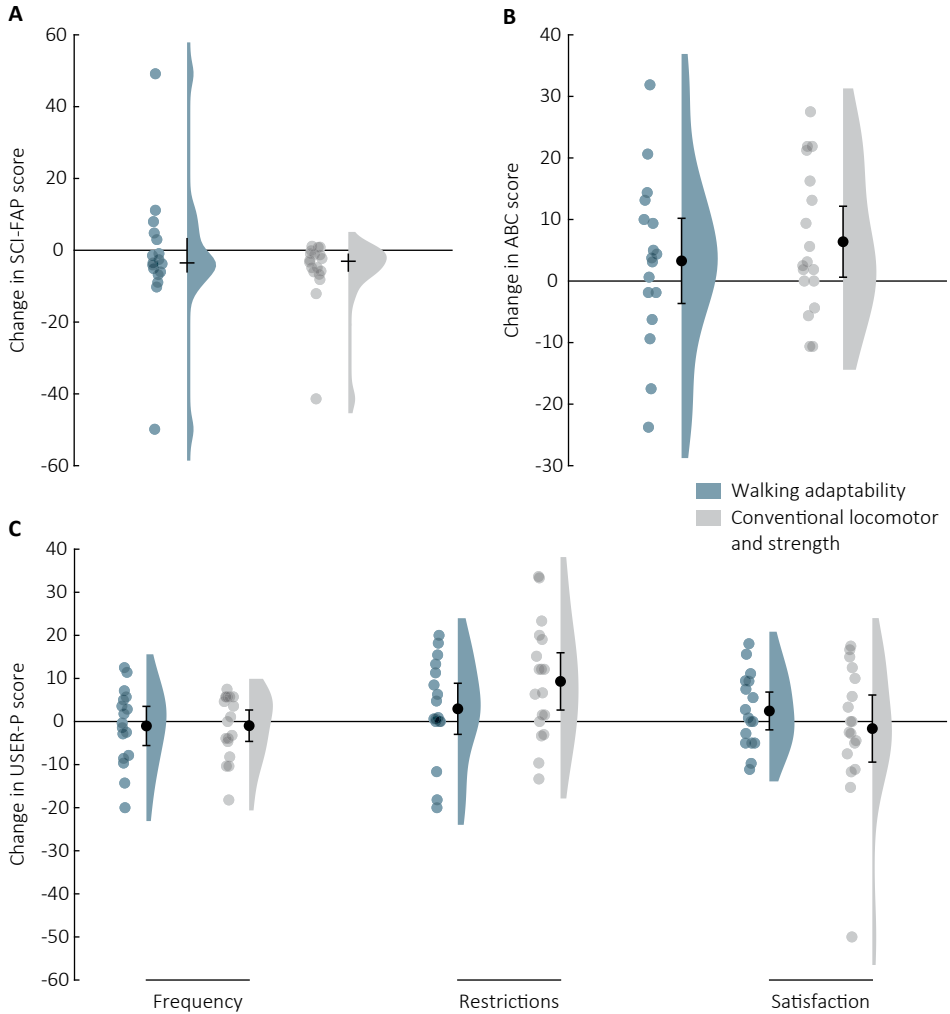 A
60
40
20
0
-20
-40
-60
Change in SCI-FAP score
B
40
30
20
10
0
-10
-20
-30
Change in ABC score
Walking adaptability
Conventional locomotor
and strength
C
40
30
20
10
0
-10
-20
-30
-40
-50
-60
Change in USER-P score
Frequency
Restrictions
Satisfaction